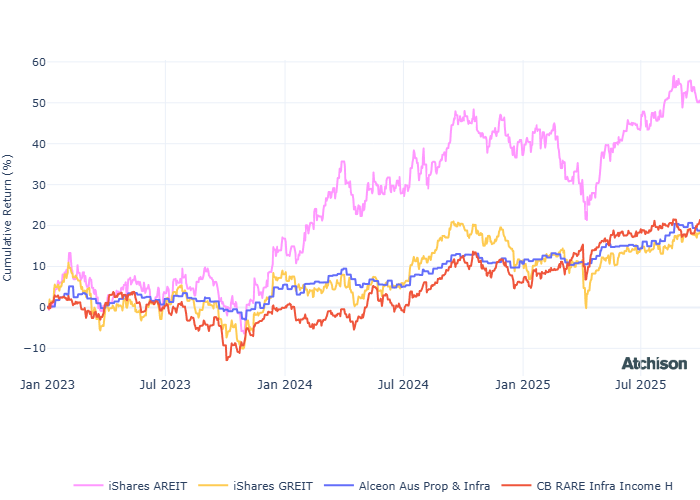 Cumulative Return (%)
60
50
40
30
20
10
0
−10
Jan 2023
Jul 2023
Jan 2024
Jul 2024
Jan 2025
Jul 2025
Atchison
iShares AREIT
iShares GREIT
Alceon Aus Prop & Infra
CB RARE Infra Income H